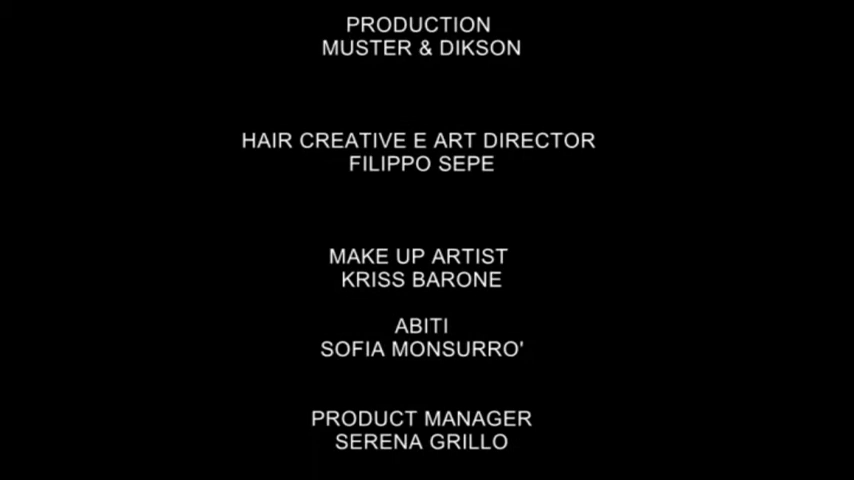 PRODUCTION
MUSTER & DIKSON
HAIR CREATIVE E ART DIRECTOR
FILIPPO SEPE
MAKE UP ARTIST
KRISS BARONE
ABITI
SOFIA MONSURRO'
PRODUCT MANAGER
SERENA GRILLO